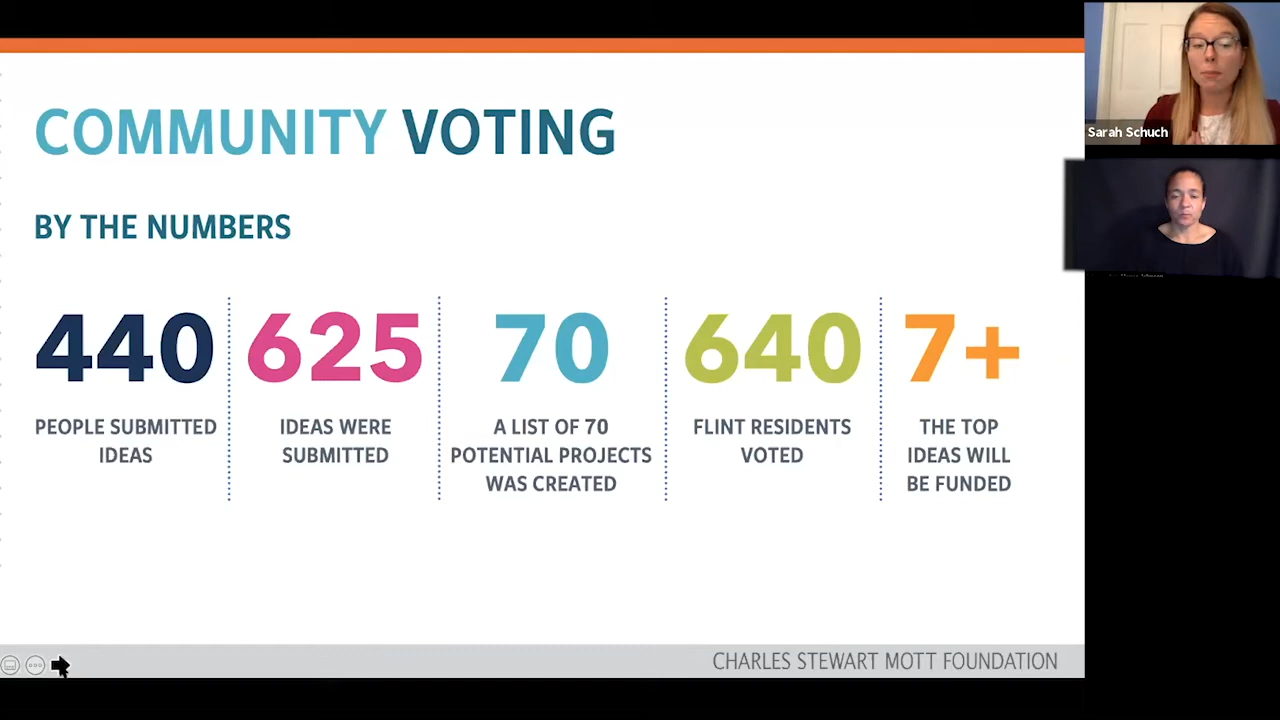 COMMUNITY VOTING
BY THE NUMBERS
440
PEOPLE SUBMITTED
IDEAS
625
IDEAS WERE
SUBMITTED
70
A LIST OF 70
POTENTIAL PROJECTS
WAS CREATED
640
FLINT RESIDENTS
VOTED
7+
THE TOP
IDEAS WILL
BE FUNDED
CHARLES STEWART MOTT FOUNDATION
Sarah Schuch